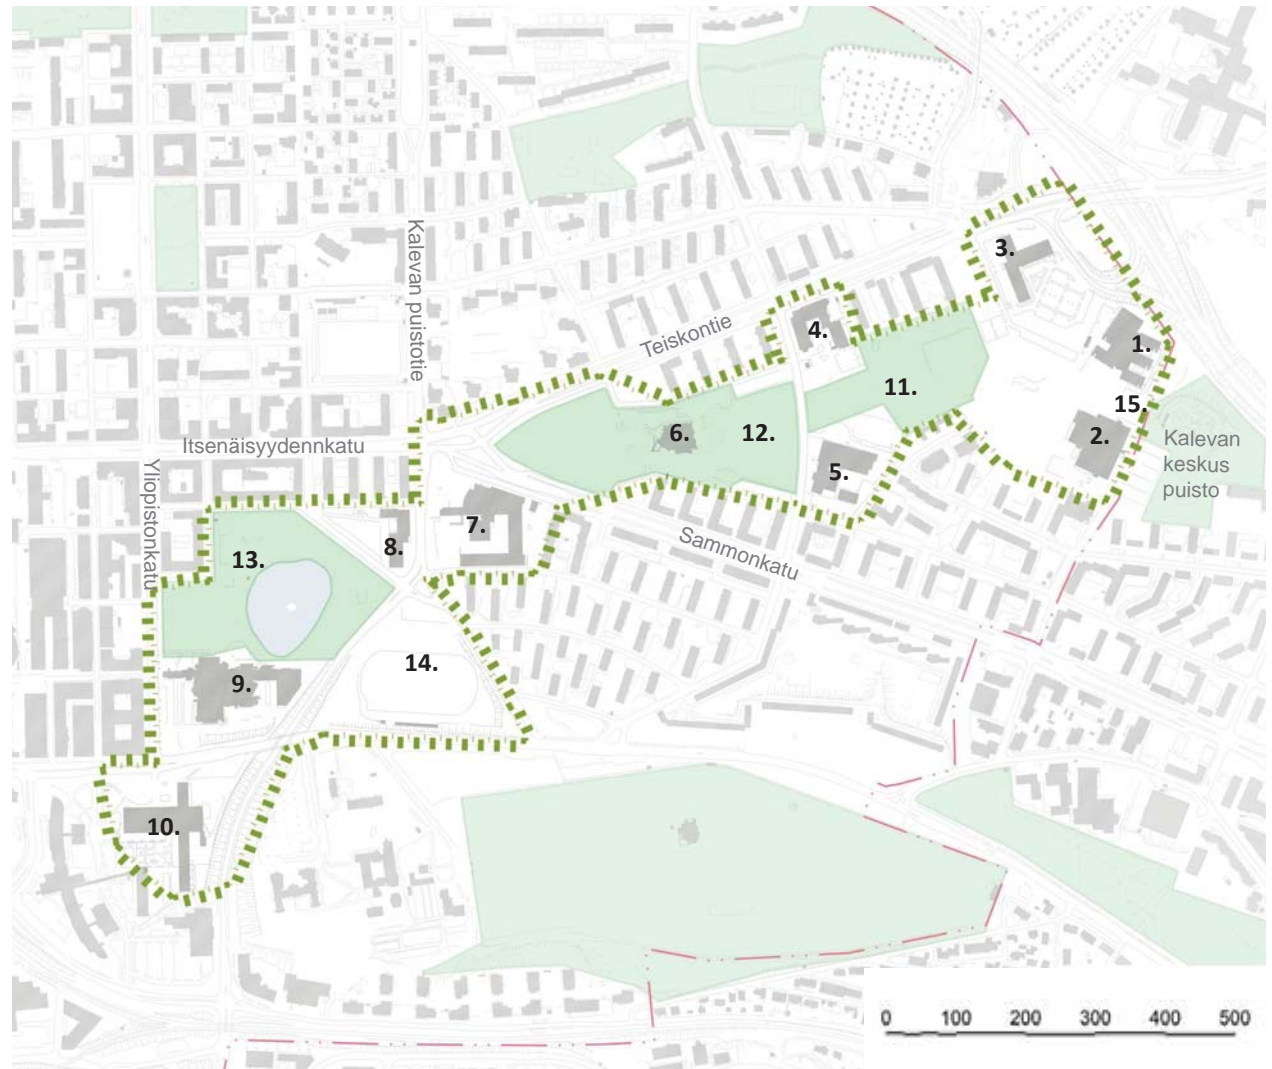 Kalevan puistotie
3.
4.
Teiskontie
1.
11.
15.
2.
6.
12.
Kalevan
keskus
puisto
Itsenäisyydennkatu
Yliopistonkatu
5.
7.
8.
Sammonkatu
13.
14.
9.
10.
0 100 200 300 400 500